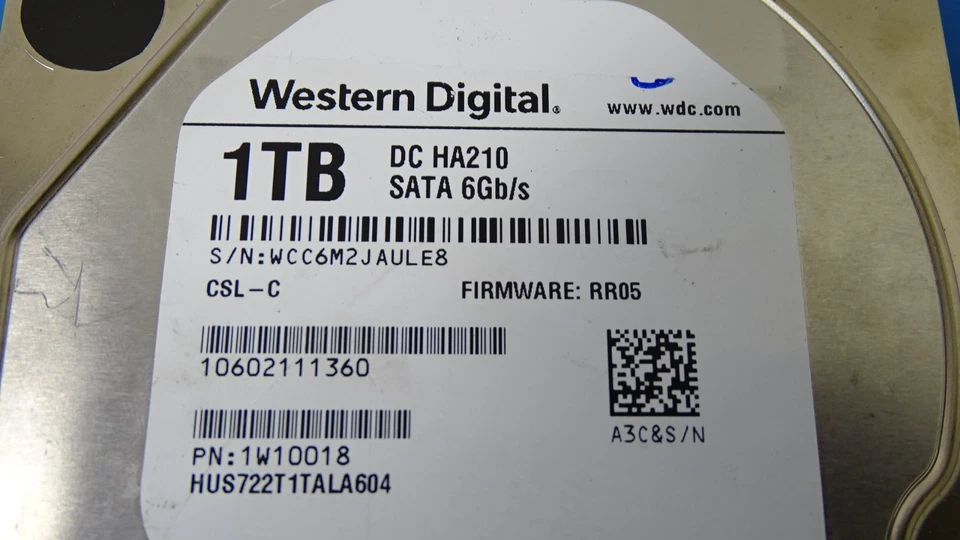 Western Digital®
www.wdc.com
1TB
DC HA210
SATA 6Gb/s
S/N:WCC6M2JAULE8
CSL-C
FIRMWARE: RR05
10602111360
A3C&S/N
PN:1W10018
HUS722T1TALA604